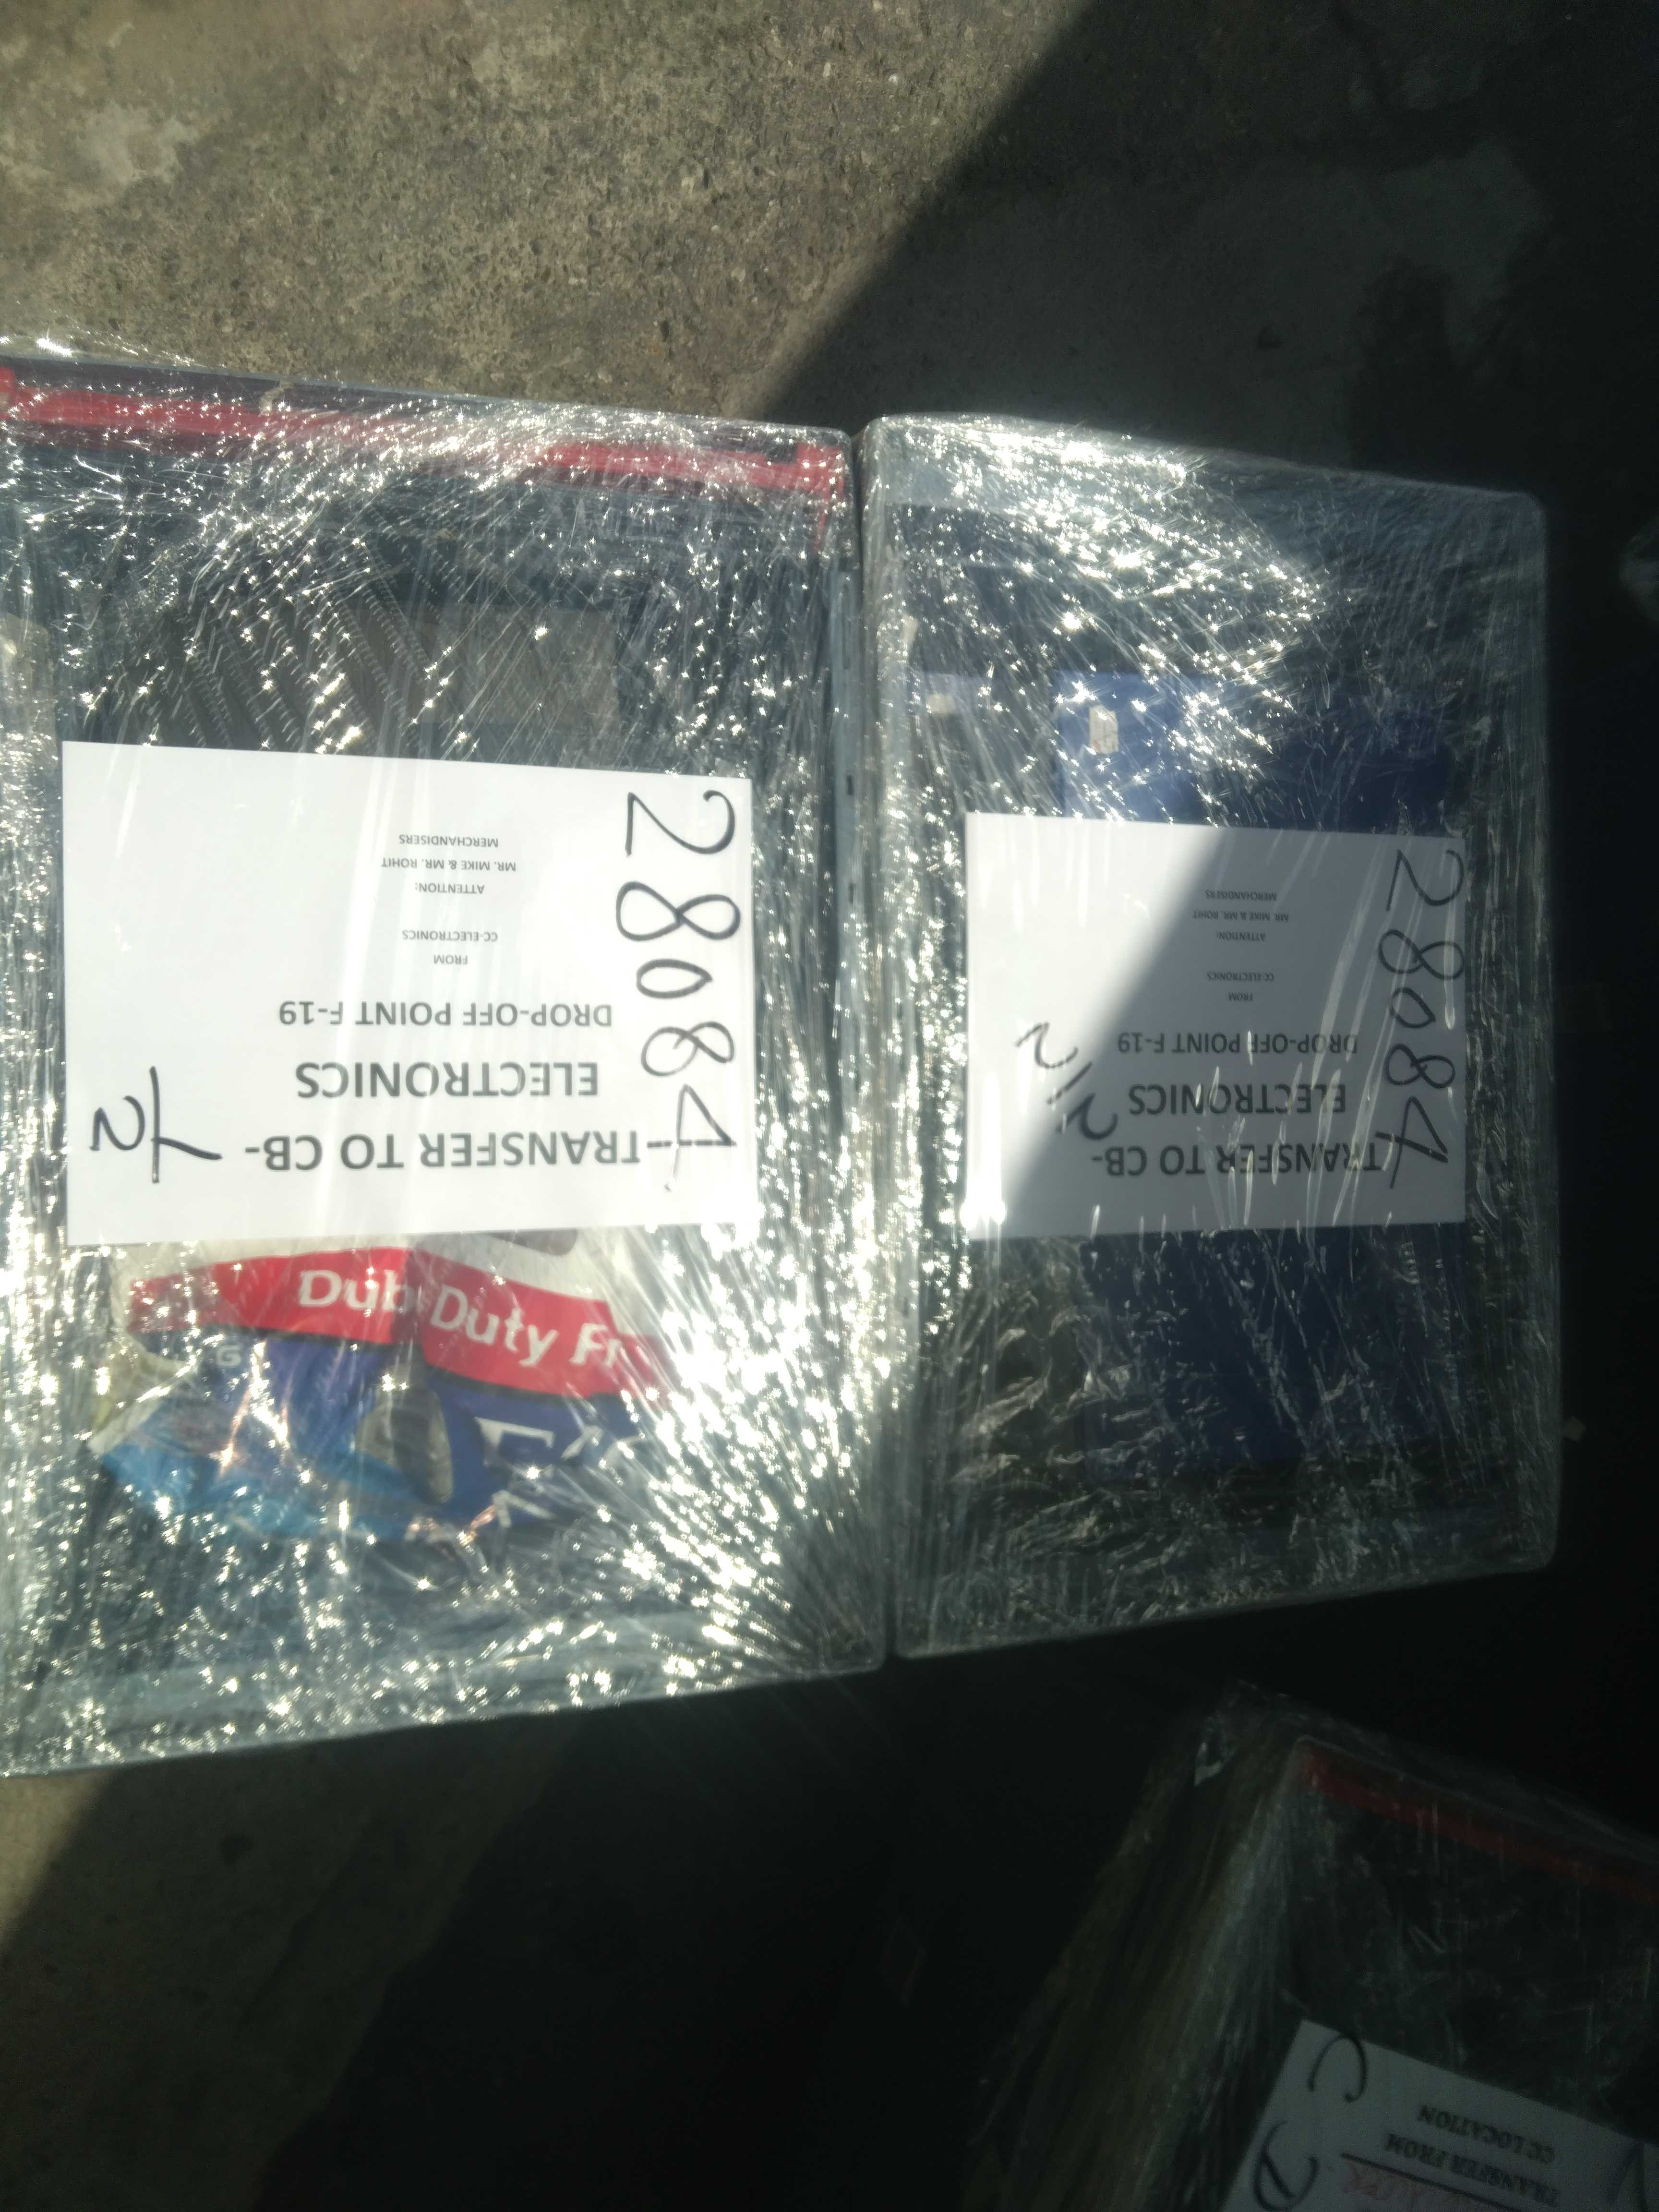 28084
TRANSFER TO CB-
ELECTRONICS
DROP-OFF POINT F-19
FROM
CC-ELECTRONICS
ATTENTION:
MR. MIKE & MR. ROHIT
MERCHANDISERS
1/2
Dub Duty Fr
28084
TRANSFER TO CB-
ELECTRONICS
DROP-OFF POINT F-19
FROM
CC-ELECTRONICS
ATTENTION:
MR. MIKE & MR. ROHIT
MERCHANDISERS
2/2
TRANSFER FROM
CC LOCATION